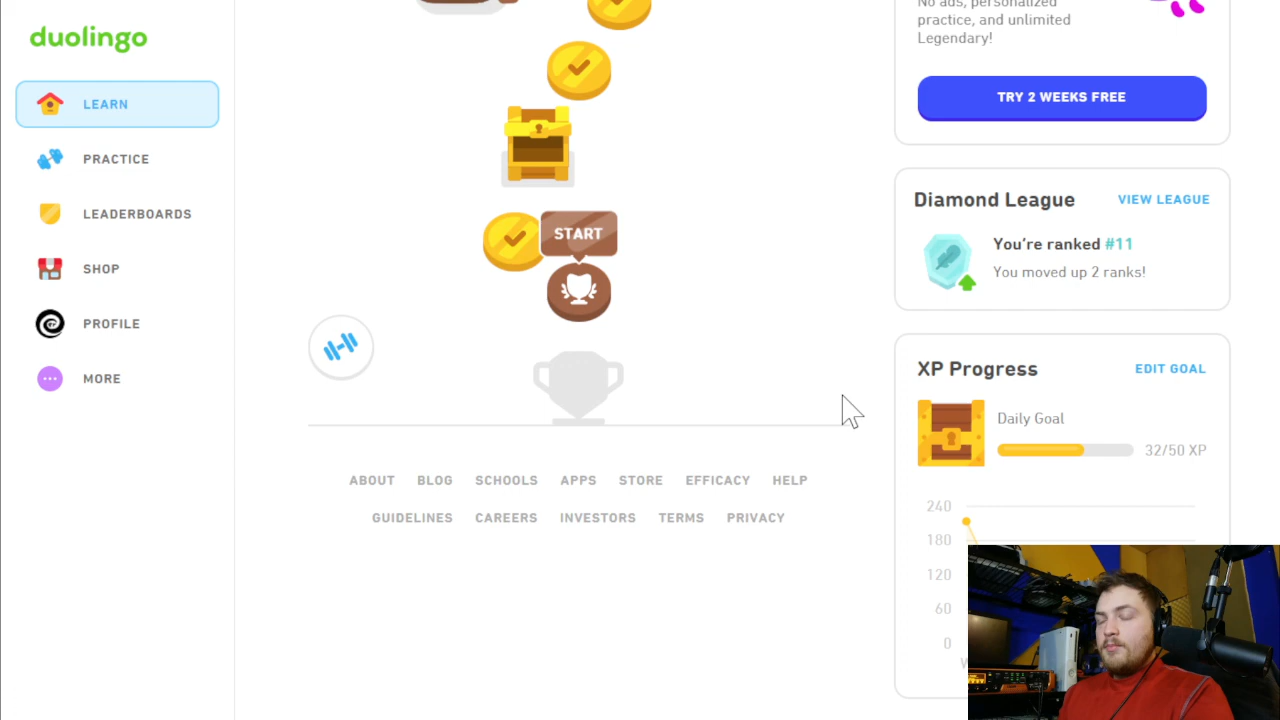 duolingo
LEARN
PRACTICE
LEADERBOARDS
SHOP
PROFILE
MORE
START
ABOUT BLOG SCHOOLS APPS STORE EFFICACY HELP
GUIDELINES CAREERS INVESTORS TERMS PRIVACY
No ads, personalized
practice, and unlimited
Legendary!
TRY 2 WEEKS FREE
Diamond League
VIEW LEAGUE
You're ranked #11
You moved up 2 ranks!
XP Progress
EDIT GOAL
Daily Goal
32/50 XP
240
180
120
60
0